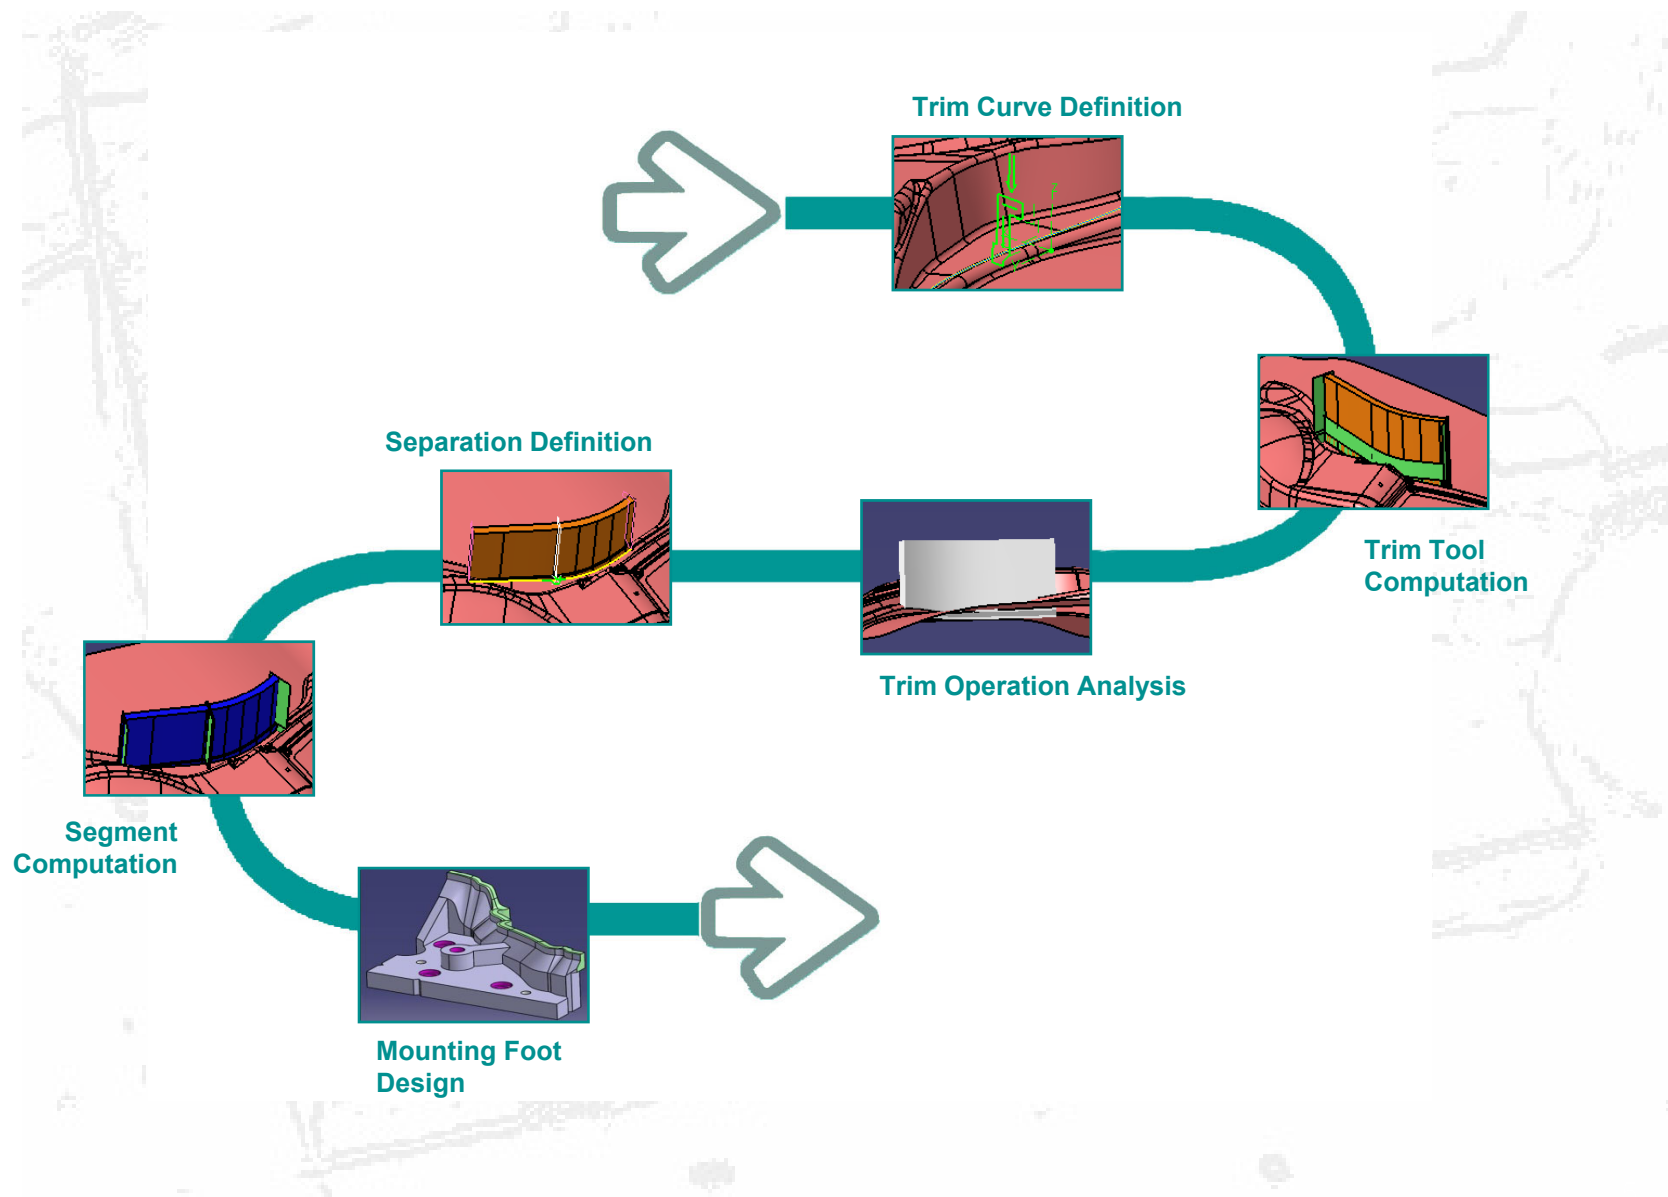 Trim Curve Definition
Trim Tool
Computation
Separation Definition
Trim Operation Analysis
Segment
Computation
Mounting Foot
Design